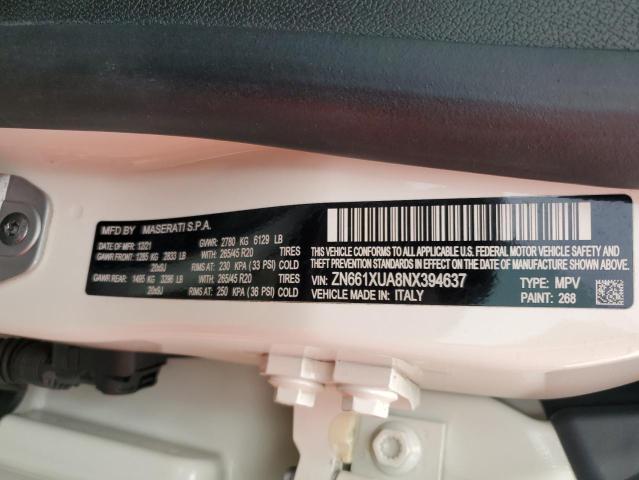 MFD BY MASERATI S.P.A.
DATE OF MFR 12/21 GVWR: 2780 KG 6129 LB
GAWR FRONT: 1285 KG 2833 LB WITH: 265/45 R20 TIRES
20x9J RIMS AT: 230 KPA (33 PSI) COLD
GAWR REAR: 1495 KG 3296 LB WITH: 265/45 R20 TIRES
20x9J RIMS AT: 250 KPA (36 PSI) COLD
THIS VEHICLE CONFORMS TO ALL APPLICABLE U.S. FEDERAL MOTOR VEHICLE SAFETY
STANDARDS IN EFFECT ON THE DATE OF MANUFACTURE SHOWN ABOVE.
VIN: ZN661XUA8NX394637 TYPE: MPV
VEHICLE MADE IN: ITALY PAINT: 268